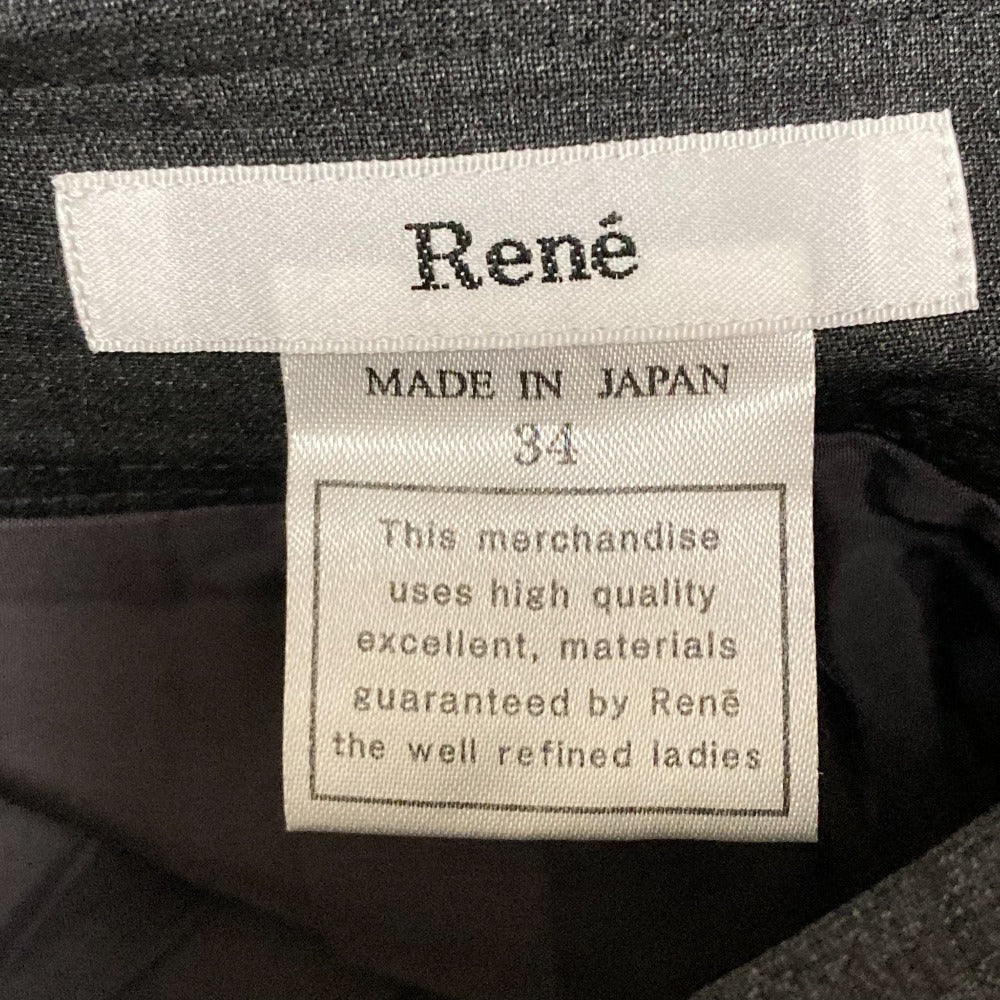 René
MADE IN JAPAN
34
This merchandise
uses high quality
excellent, materials
guaranteed by Renē
the well refined ladies